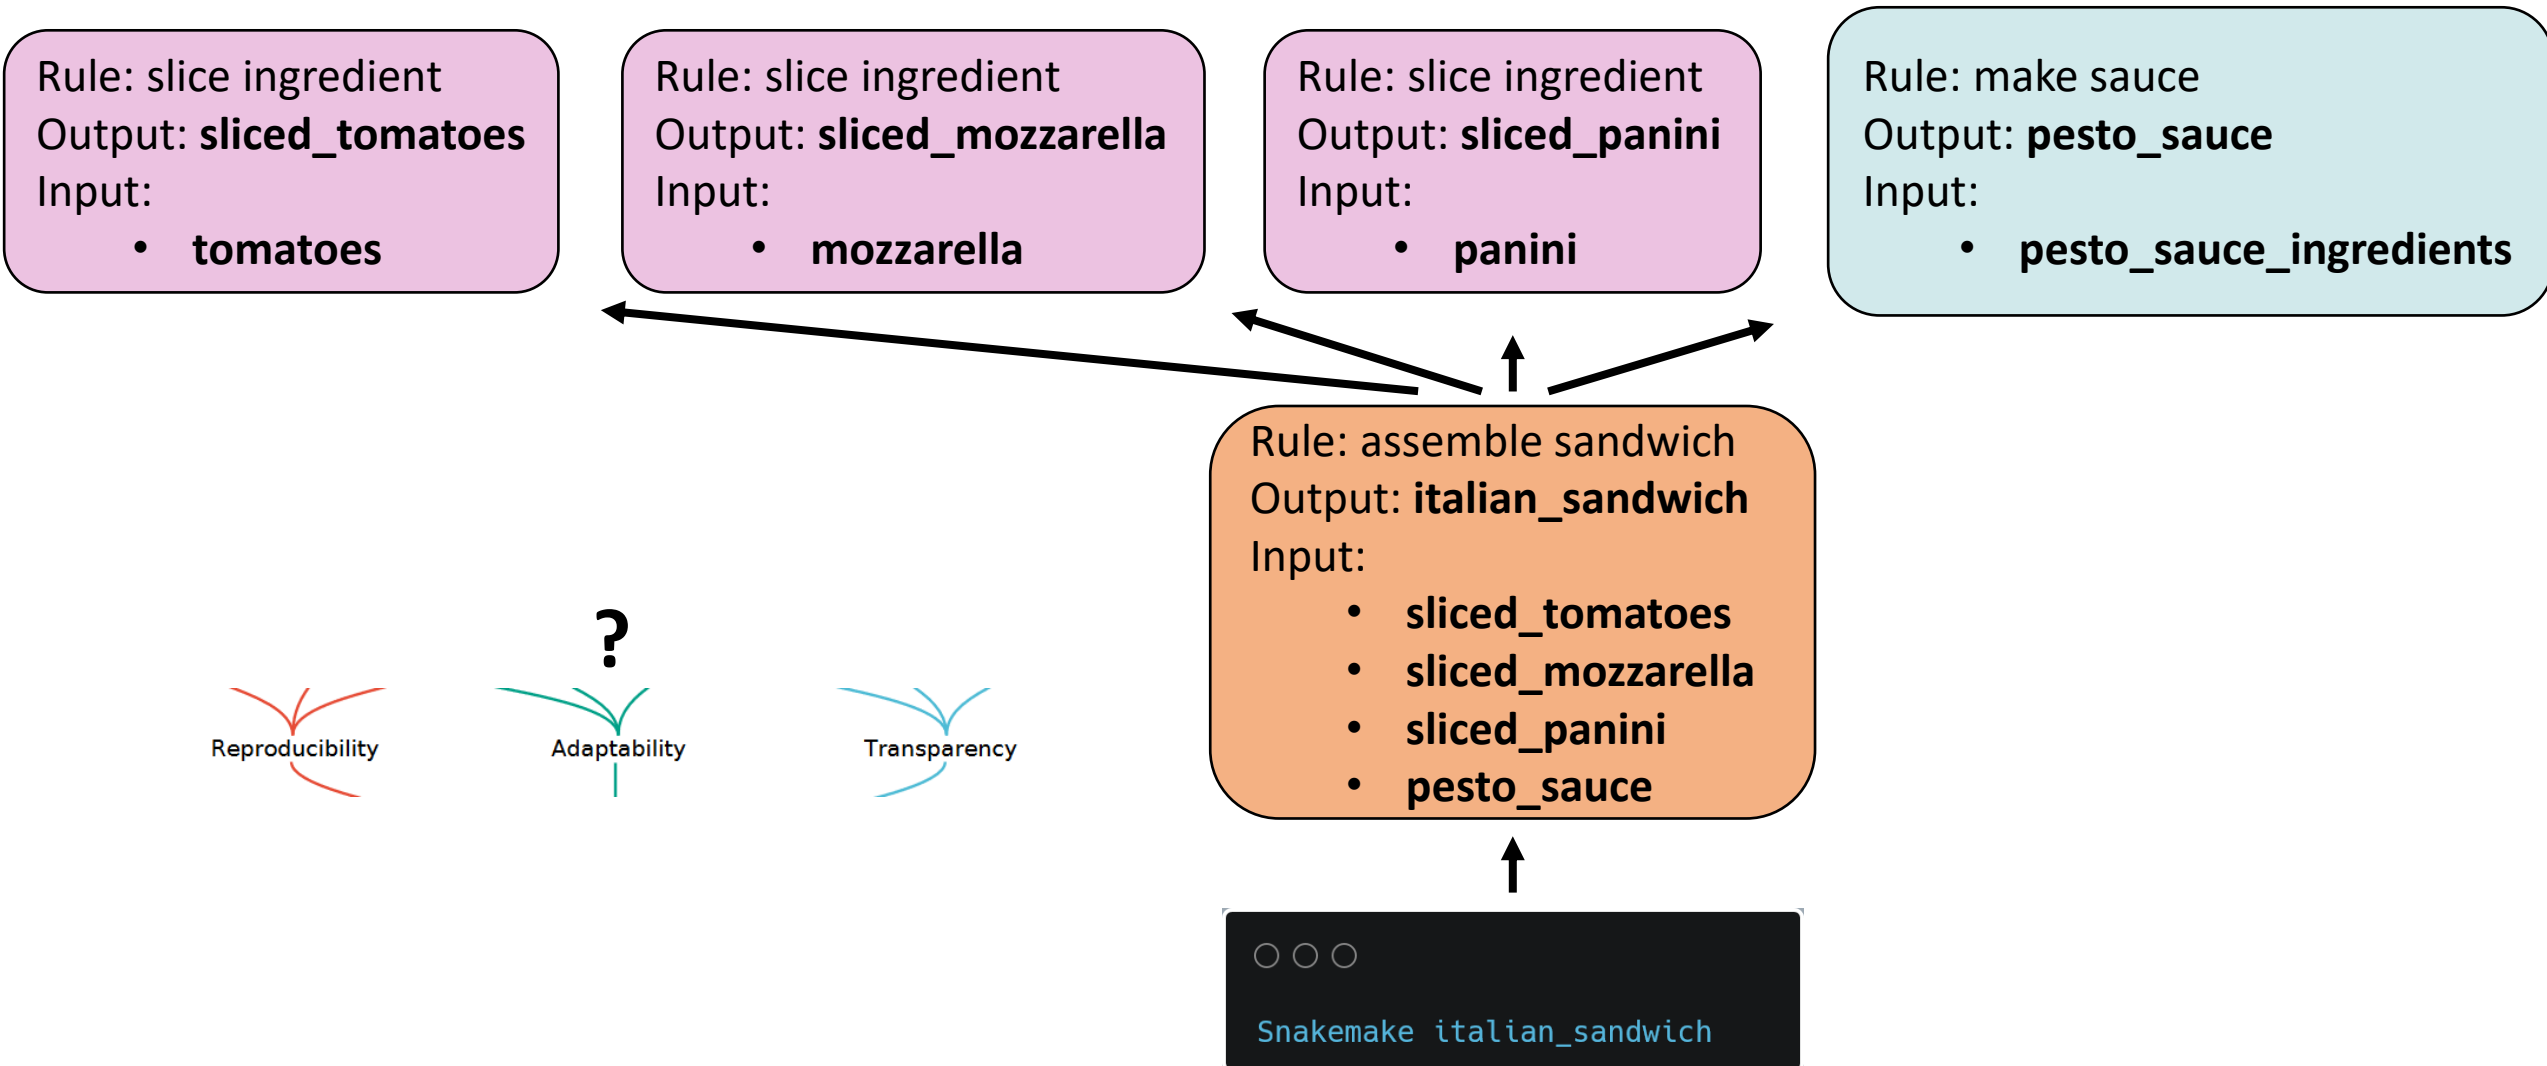 Rule: slice ingredient
Output: sliced_tomatoes
Input:
• tomatoes
Rule: slice ingredient
Output: sliced_mozzarella
Input:
• mozzarella
Rule: slice ingredient
Output: sliced_panini
Input:
• panini
Rule: make sauce
Output: pesto_sauce
Input:
• pesto_sauce_ingredients
Rule: assemble sandwich
Output: italian_sandwich
Input:
• sliced_tomatoes
• sliced_mozzarella
• sliced_panini
• pesto_sauce
?
Reproducibility
Adaptability
Transparency
Snakemake italian_sandwich